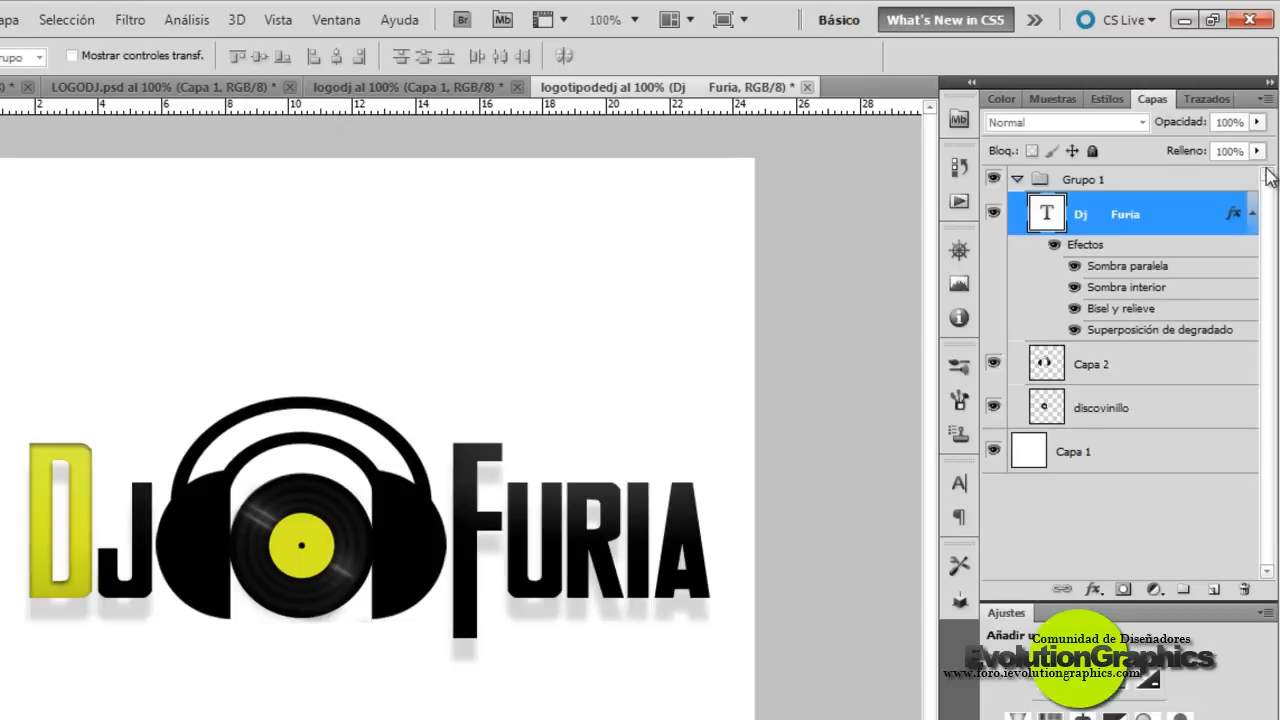 apa Selección Filtro Análisis 3D Vista Ventana Ayuda Br Mb 100% Básico What's New in CS5 CS Live
rupo Mostrar controles transf.
* LOGODJ.psd al 100% (Capa 1, RGB/8) * logodj al 100% (Capa 1, RGB/8) * logotipodedj al 100% (Dj Furia, RGB/8) *
2 4 6 8 10 12 14 16 18 20 22 24 26 28
Color Muestras Estilos Capas Trazados
Mb
Normal Opacidad: 100%
Bloq.: Relleno: 100%
Grupo 1
T Dj Furia fx
Efectos
Sombra paralela
Sombra interior
Bisel y relieve
Superposición de degradado
Capa 2
discovinillo
Capa 1
DJ FURIA
fx.
Ajustes
Añadir u
Comunidad de Diseñadores
EvolutionGraphics
www.foro.ievolutiongraphics.com